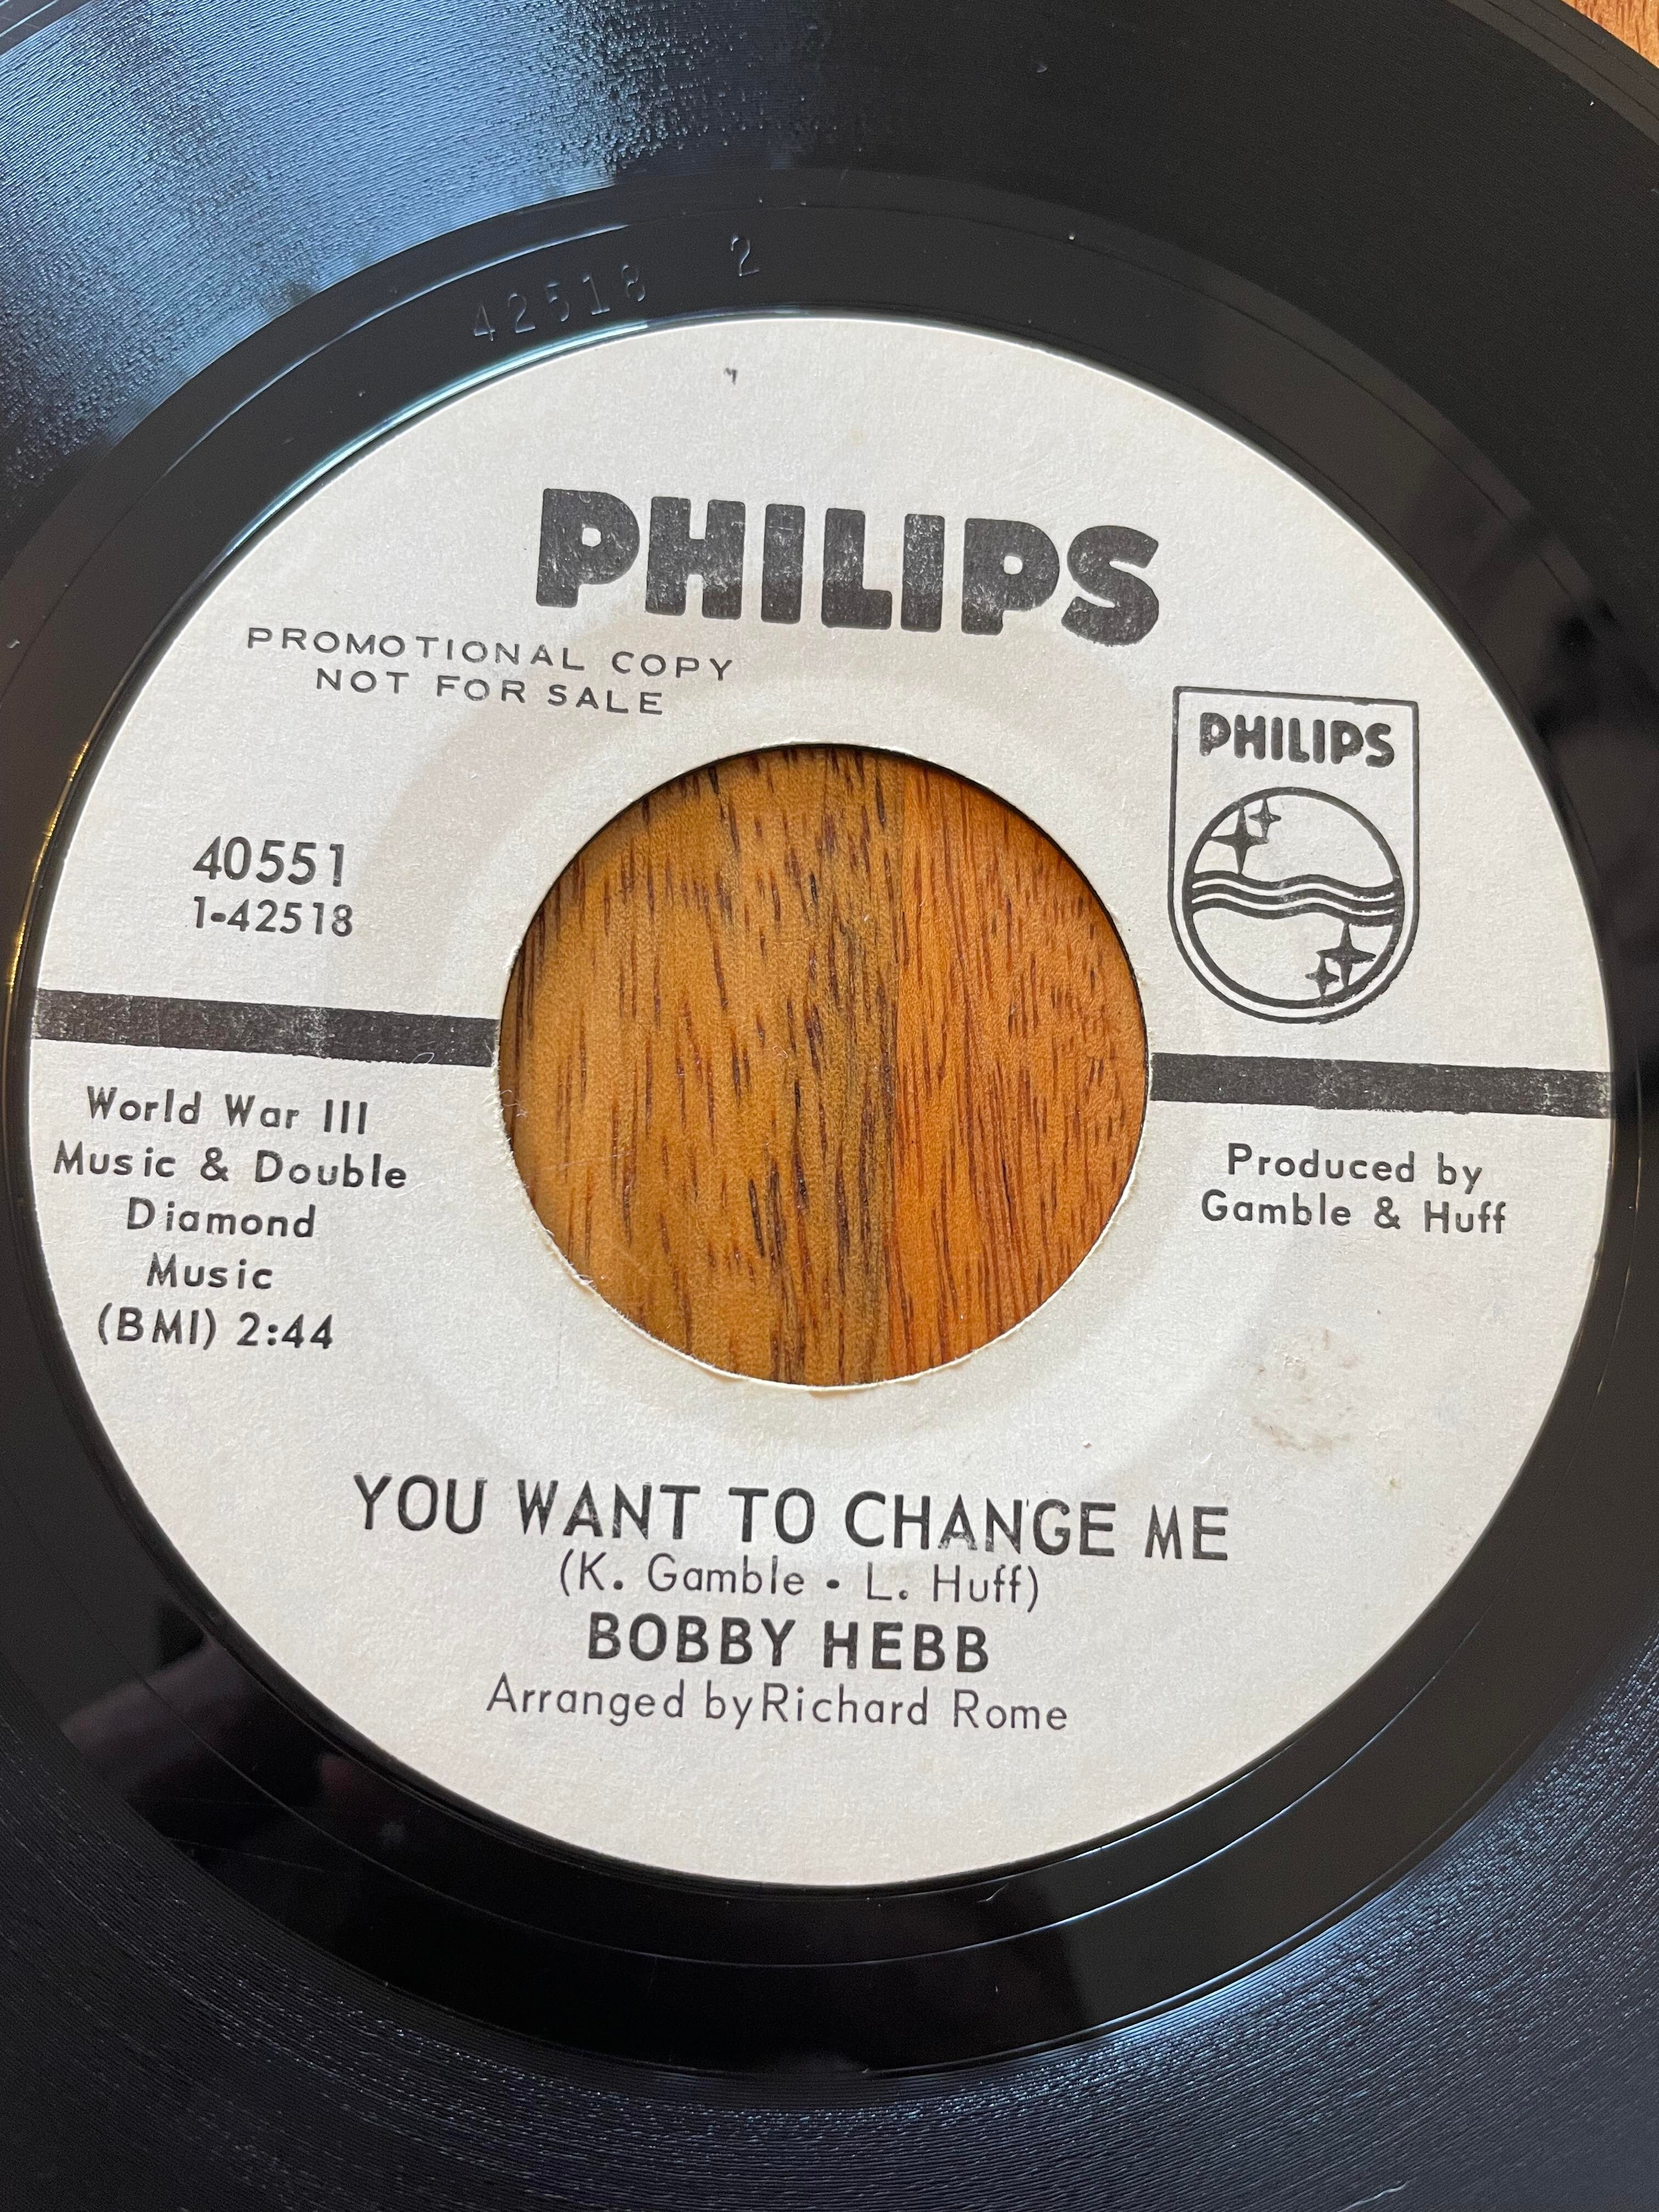 42518 2
PHILIPS
PROMOTIONAL COPY
NOT FOR SALE
PHILIPS
40551
1-42518
World War III
Music & Double
Diamond
Music
(BMI) 2:44
Produced by
Gamble & Huff
YOU WANT TO CHANGE ME
(K. Gamble • L. Huff)
BOBBY HEBB
Arranged by Richard Rome